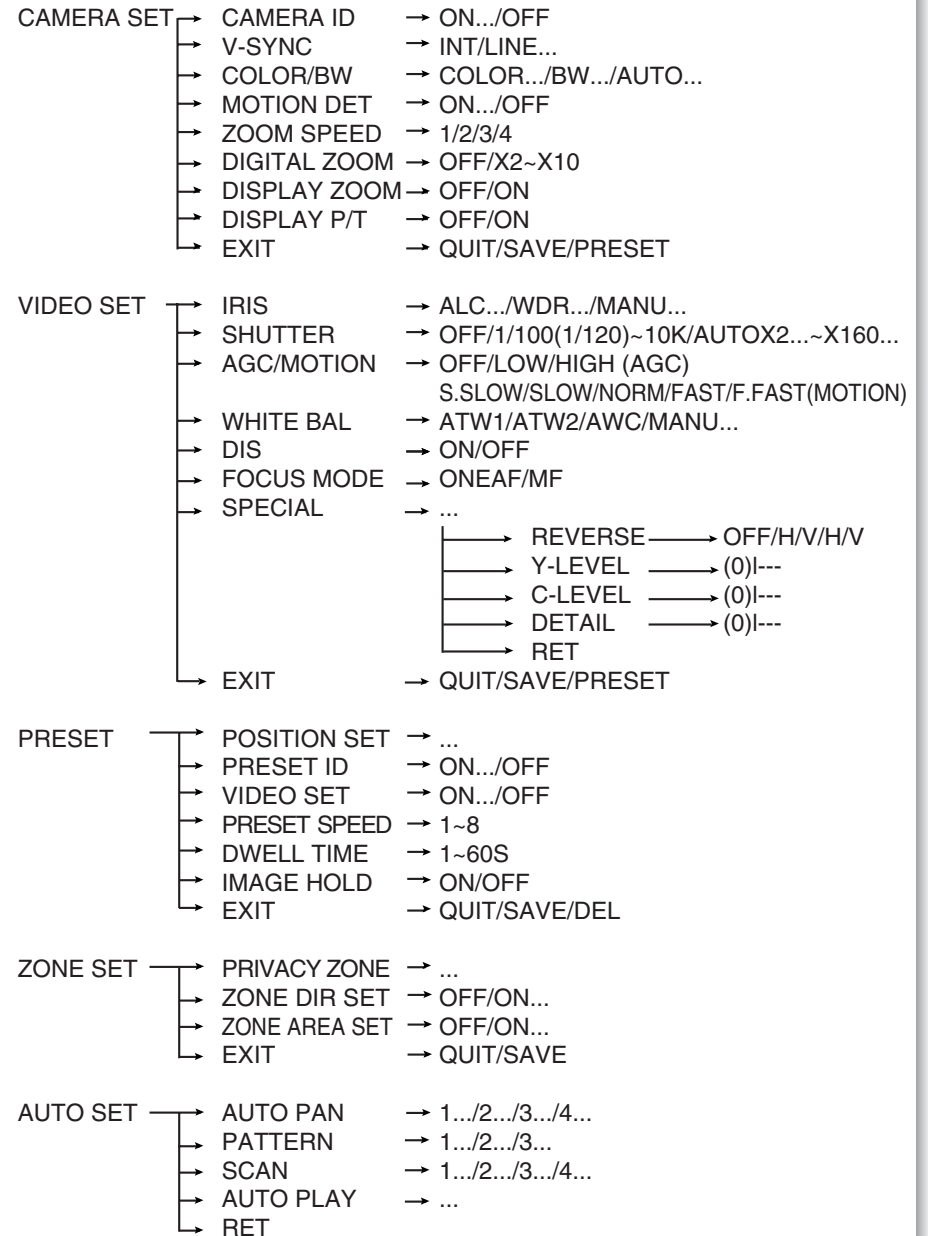 CAMERA SET → CAMERA ID → ON.../OFF
→ V-SYNC → INT/LINE...
→ COLOR/BW → COLOR.../BW.../AUTO...
→ MOTION DET → ON.../OFF
→ ZOOM SPEED → 1/2/3/4
→ DIGITAL ZOOM → OFF/X2~X10
→ DISPLAY ZOOM → OFF/ON
→ DISPLAY P/T → OFF/ON
→ EXIT → QUIT/SAVE/PRESET
VIDEO SET → IRIS → ALC.../WDR.../MANU...
→ SHUTTER → OFF/1/100(1/120)~10K/AUTOX2...~X160...
→ AGC/MOTION → OFF/LOW/HIGH (AGC)
S.SLOW/SLOW/NORM/FAST/F.FAST(MOTION)
→ WHITE BAL → ATW1/ATW2/AWC/MANU...
→ DIS → ON/OFF
→ FOCUS MODE → ONEAF/MF
→ SPECIAL → ...
→ REVERSE → OFF/H/V/H/V
→ Y-LEVEL → (0)I---
→ C-LEVEL → (0)I---
→ DETAIL → (0)I---
→ RET
→ EXIT → QUIT/SAVE/PRESET
PRESET → POSITION SET → ...
→ PRESET ID → ON.../OFF
→ VIDEO SET → ON.../OFF
→ PRESET SPEED → 1~8
→ DWELL TIME → 1~60S
→ IMAGE HOLD → ON/OFF
→ EXIT → QUIT/SAVE/DEL
ZONE SET → PRIVACY ZONE → ...
→ ZONE DIR SET → OFF/ON...
→ ZONE AREA SET → OFF/ON...
→ EXIT → QUIT/SAVE
AUTO SET → AUTO PAN → 1.../2.../3.../4...
→ PATTERN → 1.../2.../3...
→ SCAN → 1.../2.../3.../4...
→ AUTO PLAY → ...
→ RET